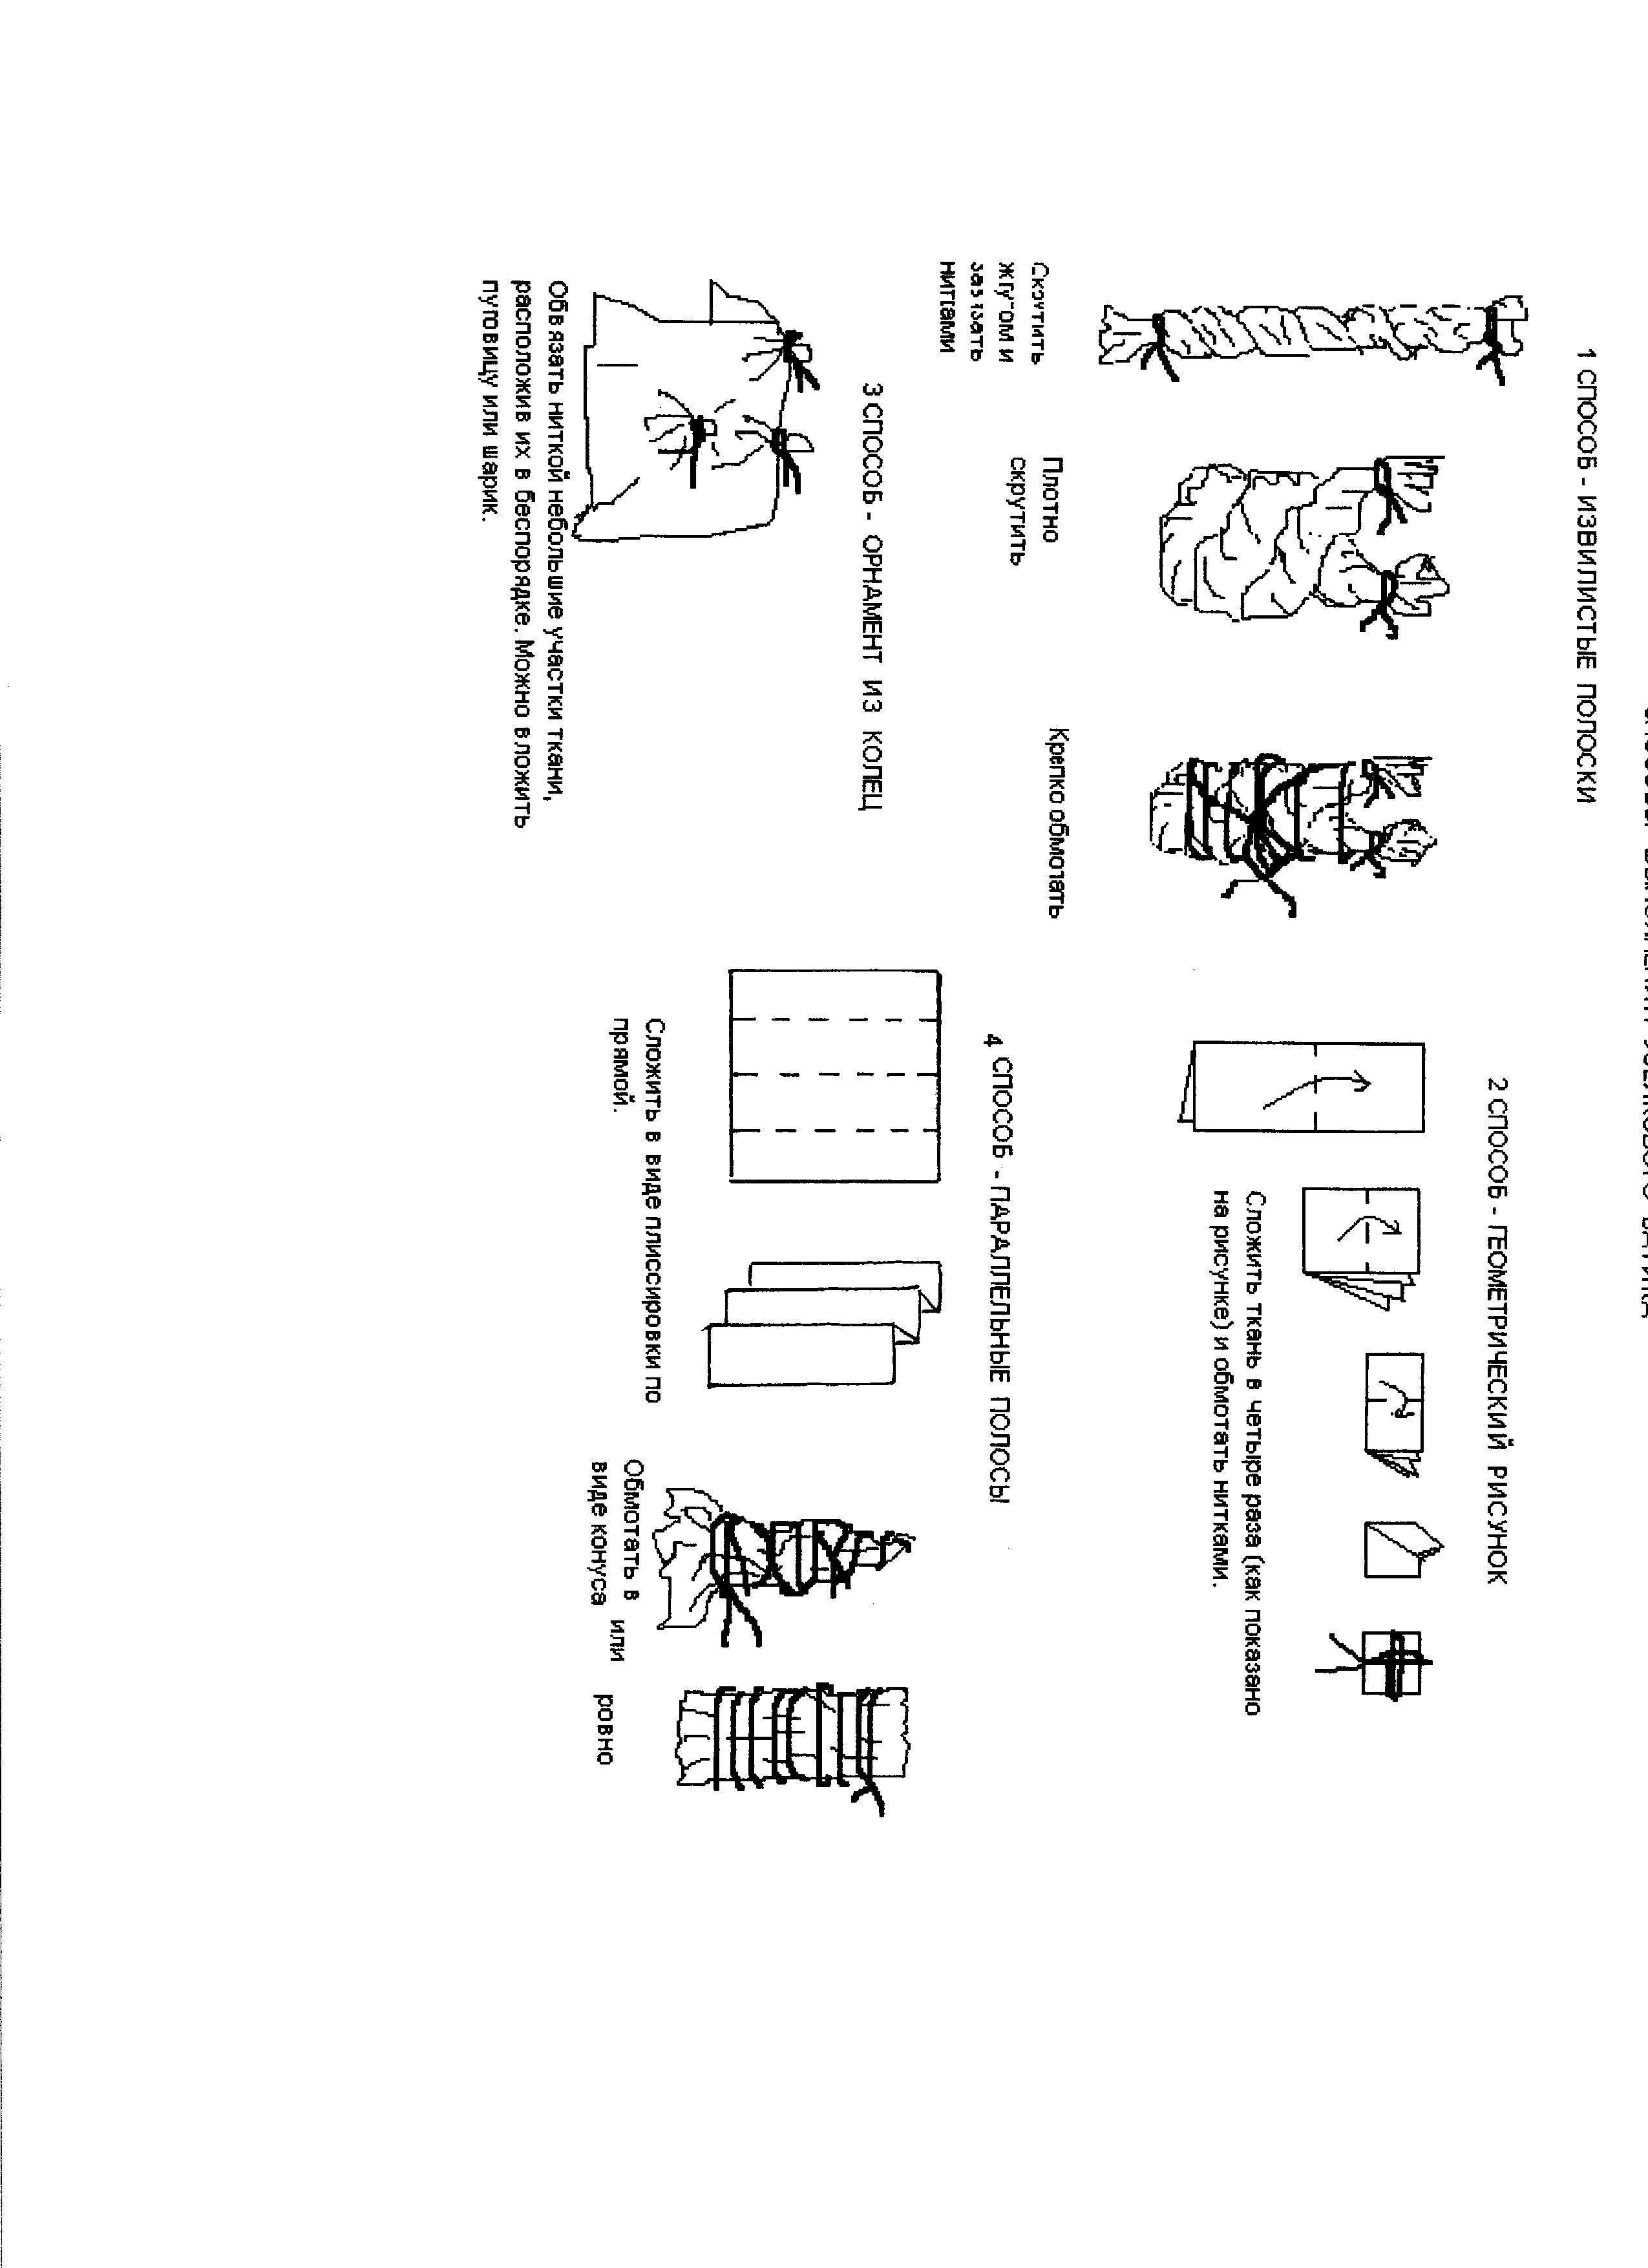 1 СПОСОБ - ИЗВИЛИСТЫЕ ПОЛОСКИ
Скрутить
жгутом и
завязать
нитками
Плотно
скрутить
Крепко обмотать
2 СПОСОБ - ГЕОМЕТРИЧЕСКИЙ РИСУНОК
Сложить ткань в четыре раза (как показано
на рисунке) и обмотать нитками.
3 СПОСОБ - ОРНАМЕНТ ИЗ КОЛЕЦ
Обвязать ниткой небольшие участки ткани,
расположив их в беспорядке. Можно вложить
пуговицу или шарик.
4 СПОСОБ - ПАРАЛЛЕЛЬНЫЕ ПОЛОСЫ
Сложить в виде плиссировки по
прямой.
Обмотать в
виде конуса
или
ровно